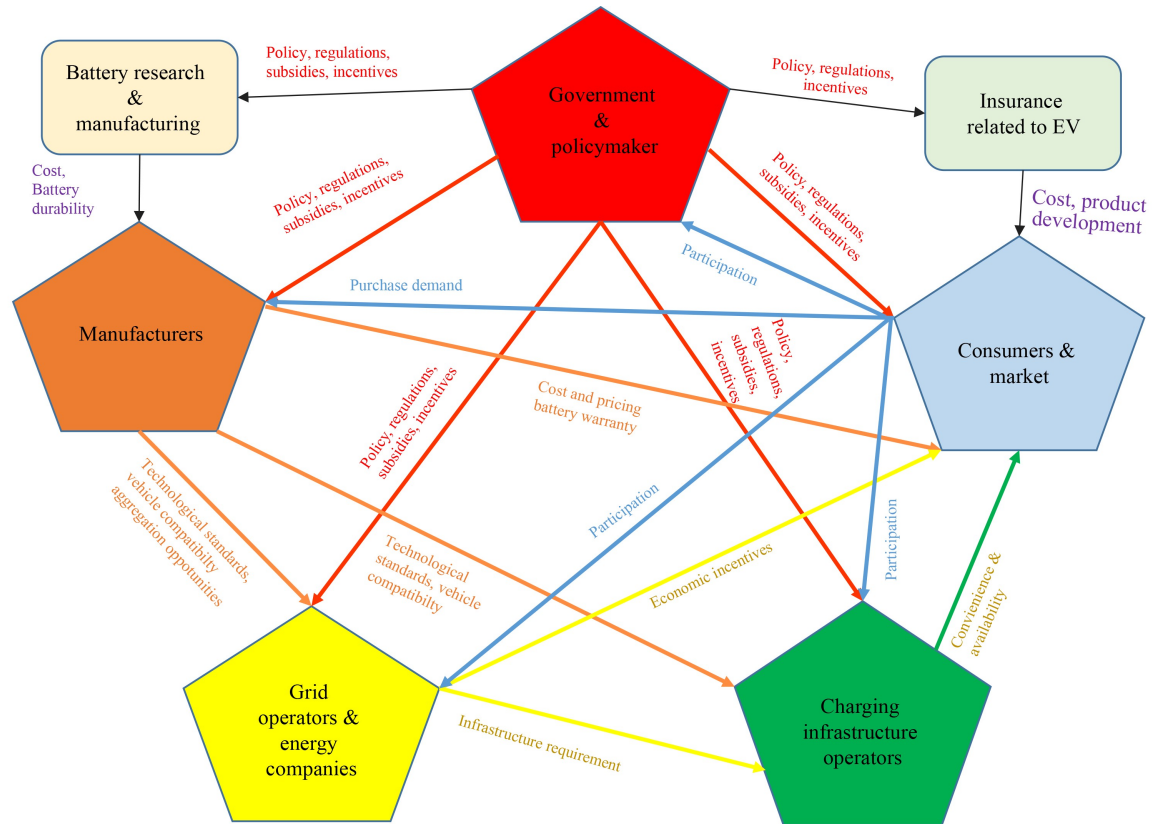 Battery research
&
manufacturing
Policy, regulations,
subsidies, incentives
Government
&
policymaker
Policy, regulations,
incentives
Insurance
related to EV
Cost,
Battery
durability
Policy, regulations,
subsidies, incentives
Policy, regulations,
subsidies, incentives
Cost, product
development
Participation
Purchase demand
Manufacturers
Consumers &
market
Policy, regulations,
subsidies, incentives
Policy,
regulations,
subsidies,
incentives
Cost and pricing
battery warranty
Technological standards,
vehicle compatibilty
aggregation oppotunities
Technological
standards, vehicle
compatibilty
Participation
Participation
Economic incentives
Convienience &
availability
Grid
operators &
energy
companies
Infrastructure requirement
Charging
infrastructure
operators